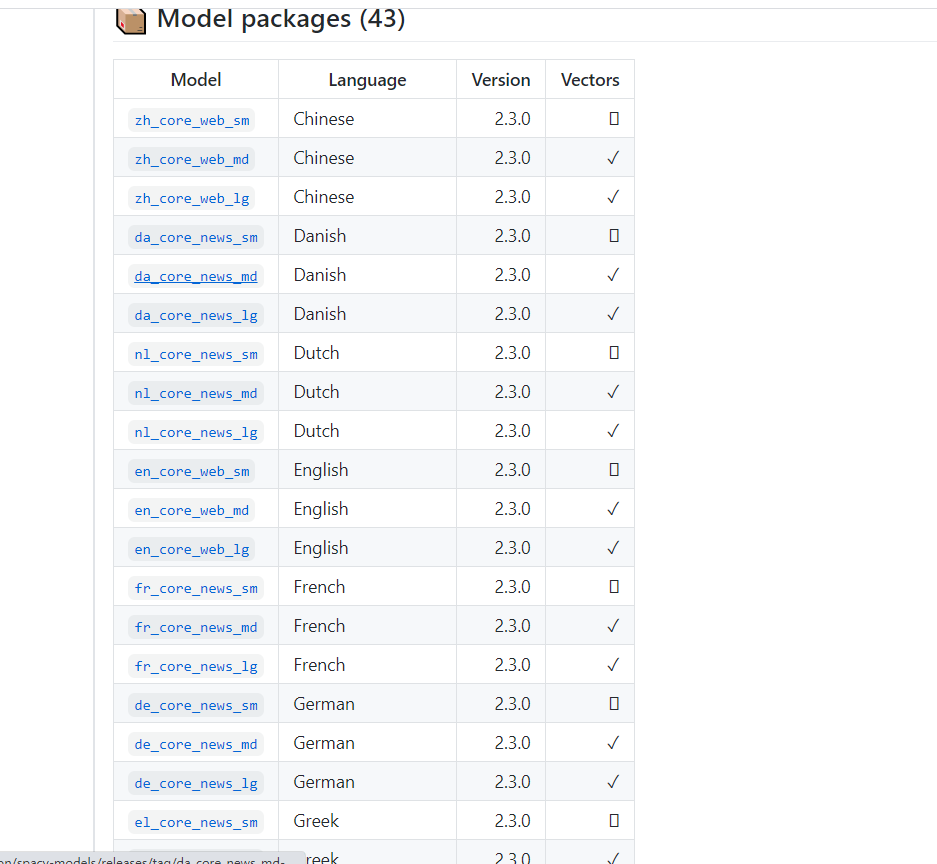 Model packages (43)
Model Language Version Vectors
zh_core_web_sm Chinese 2.3.0
zh_core_web_md Chinese 2.3.0 ✓
zh_core_web_lg Chinese 2.3.0 ✓
da_core_news_sm Danish 2.3.0
da_core_news_md Danish 2.3.0 ✓
da_core_news_lg Danish 2.3.0 ✓
nl_core_news_sm Dutch 2.3.0
nl_core_news_md Dutch 2.3.0 ✓
nl_core_news_lg Dutch 2.3.0 ✓
en_core_web_sm English 2.3.0
en_core_web_md English 2.3.0 ✓
en_core_web_lg English 2.3.0 ✓
fr_core_news_sm French 2.3.0
fr_core_news_md French 2.3.0 ✓
fr_core_news_lg French 2.3.0 ✓
de_core_news_sm German 2.3.0
de_core_news_md German 2.3.0 ✓
de_core_news_lg German 2.3.0 ✓
el_core_news_sm Greek 2.3.0
reek 2.3.0 ✓
on/spacy-models/releases/tag/da_core_news_md-